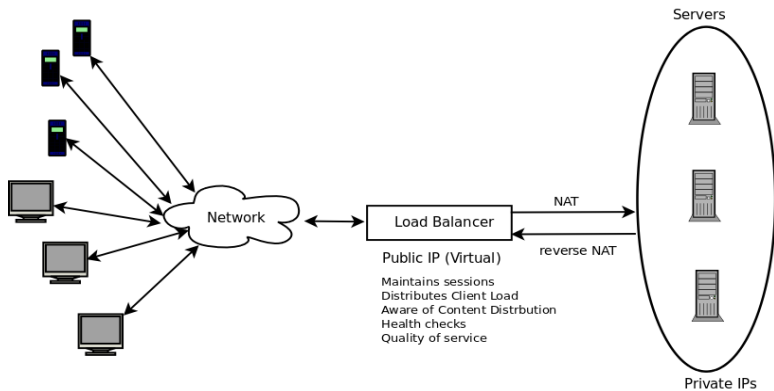 Servers
NAT
Network
Load Balancer
reverse NAT
Public IP (Virtual)
Maintains sessions
Distributes Client Load
Aware of Content Distrbution
Health checks
Quality of service
Private IPs